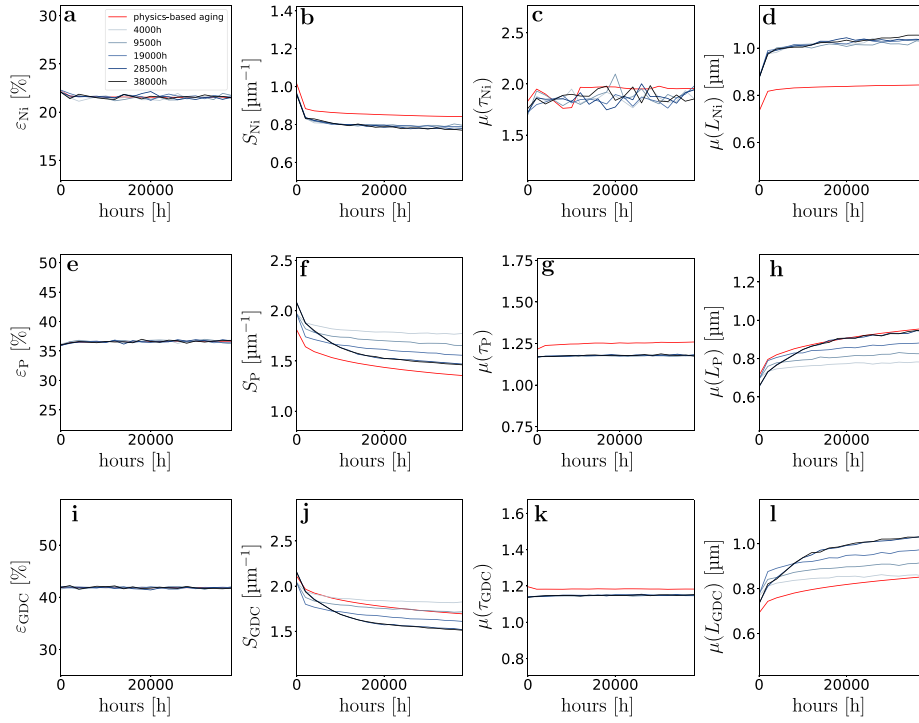 a
b
c
d
physics-based aging
4000h
9500h
19000h
28500h
38000h
ε_Ni [%]
30
25
20
15
0
20000
hours [h]
S_Ni [µm⁻¹]
1.4
1.2
1.0
0.8
0.6
0
20000
hours [h]
µ(τ_Ni)
2.5
2.0
1.5
0
20000
hours [h]
µ(L_Ni) [µm]
1.0
0.8
0.6
0.4
0
20000
hours [h]
e
f
g
h
ε_P [%]
50
45
40
35
30
25
0
20000
hours [h]
S_P [µm⁻¹]
2.5
2.0
1.5
1.0
0
20000
hours [h]
µ(τ_P)
1.75
1.50
1.25
1.00
0.75
0
20000
hours [h]
µ(L_P) [µm]
1.2
1.0
0.8
0.6
0
20000
hours [h]
i
j
k
l
ε_GDC [%]
50
40
30
0
20000
hours [h]
S_GDC [µm⁻¹]
2.5
2.0
1.5
0
20000
hours [h]
µ(τ_GDC)
1.6
1.4
1.2
1.0
0.8
0
20000
hours [h]
µ(L_GDC) [µm]
1.0
0.8
0.6
0
20000
hours [h]